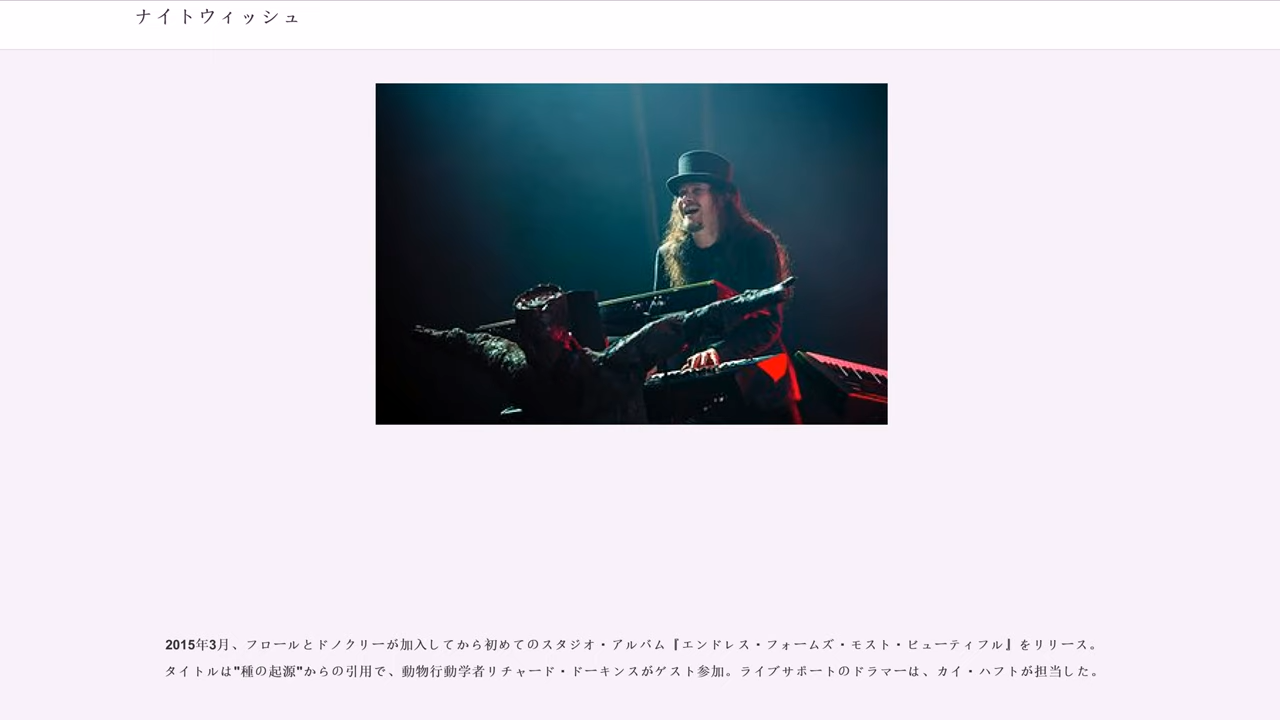 ナイトウィッシュ
2015年3月、フロールとドノクリーが加入してから初めてのスタジオ・アルバム『エンドレス・フォームズ・モスト・ビューティフル』をリリース。
タイトルは"種の起源"からの引用で、動物行動学者リチャード・ドーキンスがゲスト参加。ライブサポートのドラマーは、カイ・ハフトが担当した。